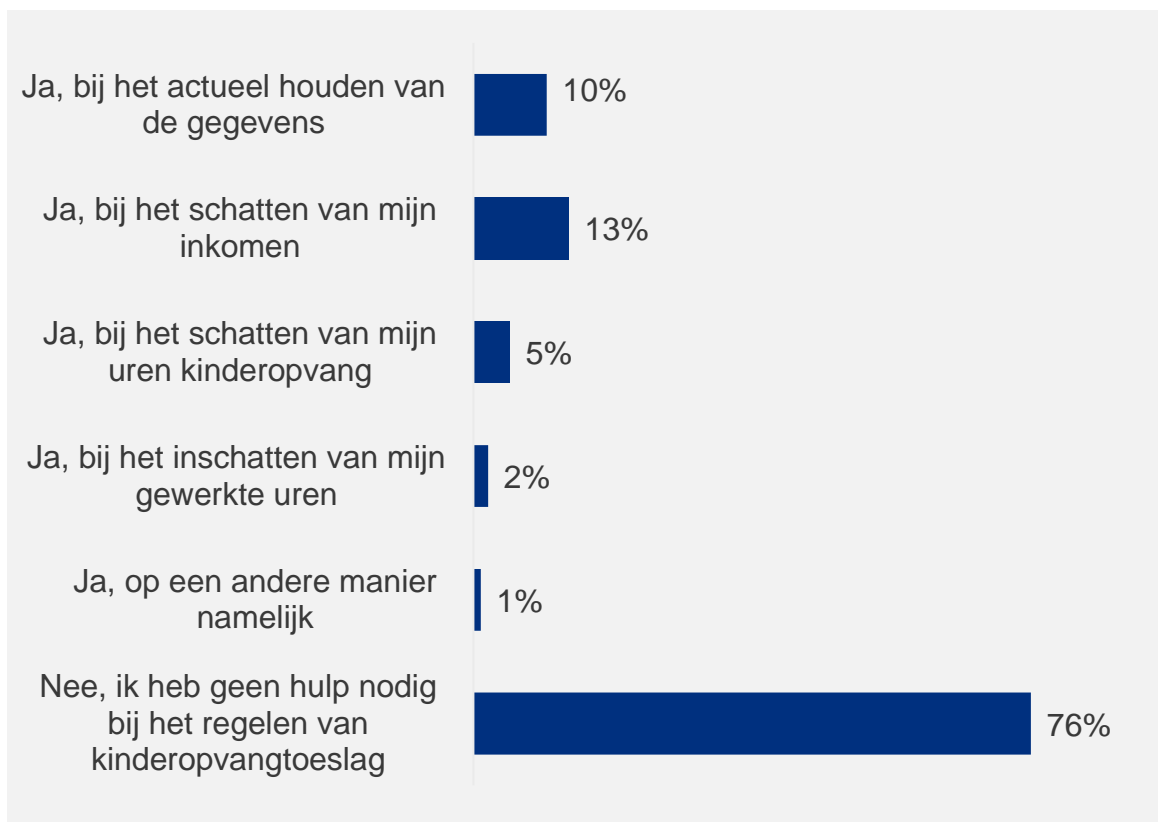 Ja, bij het actueel houden van
de gegevens
10%
Ja, bij het schatten van mijn
inkomen
13%
Ja, bij het schatten van mijn
uren kinderopvang
5%
Ja, bij het inschatten van mijn
gewerkte uren
2%
Ja, op een andere manier
namelijk
1%
Nee, ik heb geen hulp nodig
bij het regelen van
kinderopvangtoeslag
76%